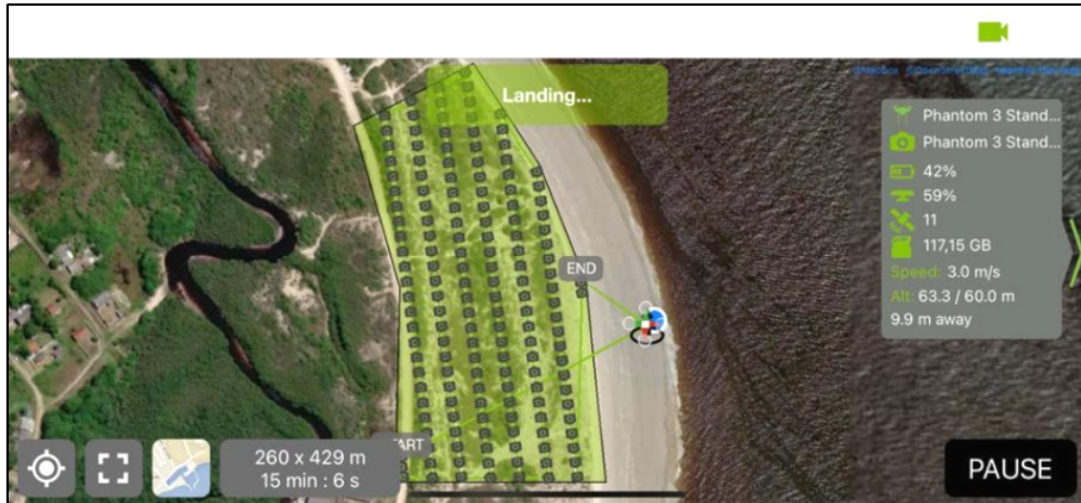 Landing...
Phantom 3 Stand...
Phantom 3 Stand...
42%
59%
11
117,15 GB
Speed: 3.0 m/s
Alt: 63.3 / 60.0 m
9.9 m away
END
260 x 429 m
15 min : 6 s
PAUSE